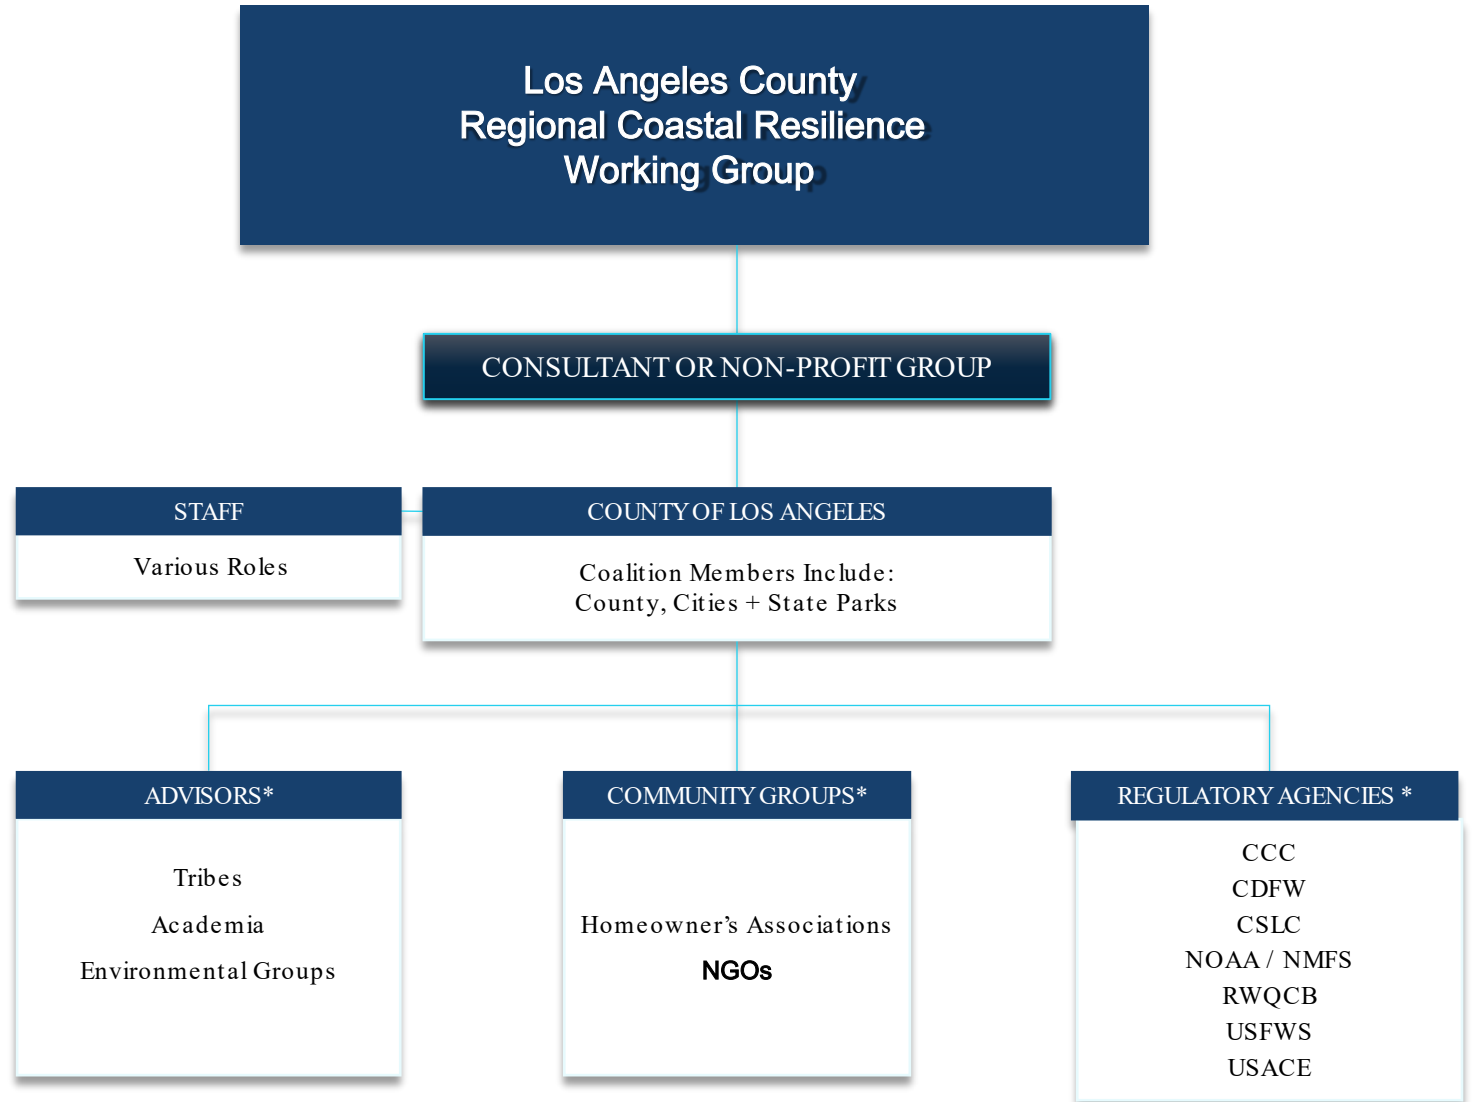 Los Angeles County
Regional Coastal Resilience
Working Group
CONSULTANT OR NON-PROFIT GROUP
STAFF
Various Roles
COUNTY OF LOS ANGELES
Coalition Members Include:
County, Cities + State Parks
ADVISORS*
Tribes
Academia
Environmental Groups
COMMUNITY GROUPS*
Homeowner’s Associations
NGOs
REGULATORY AGENCIES *
CCC
CDFW
CSLC
NOAA / NMFS
RWQCB
USFWS
USACE